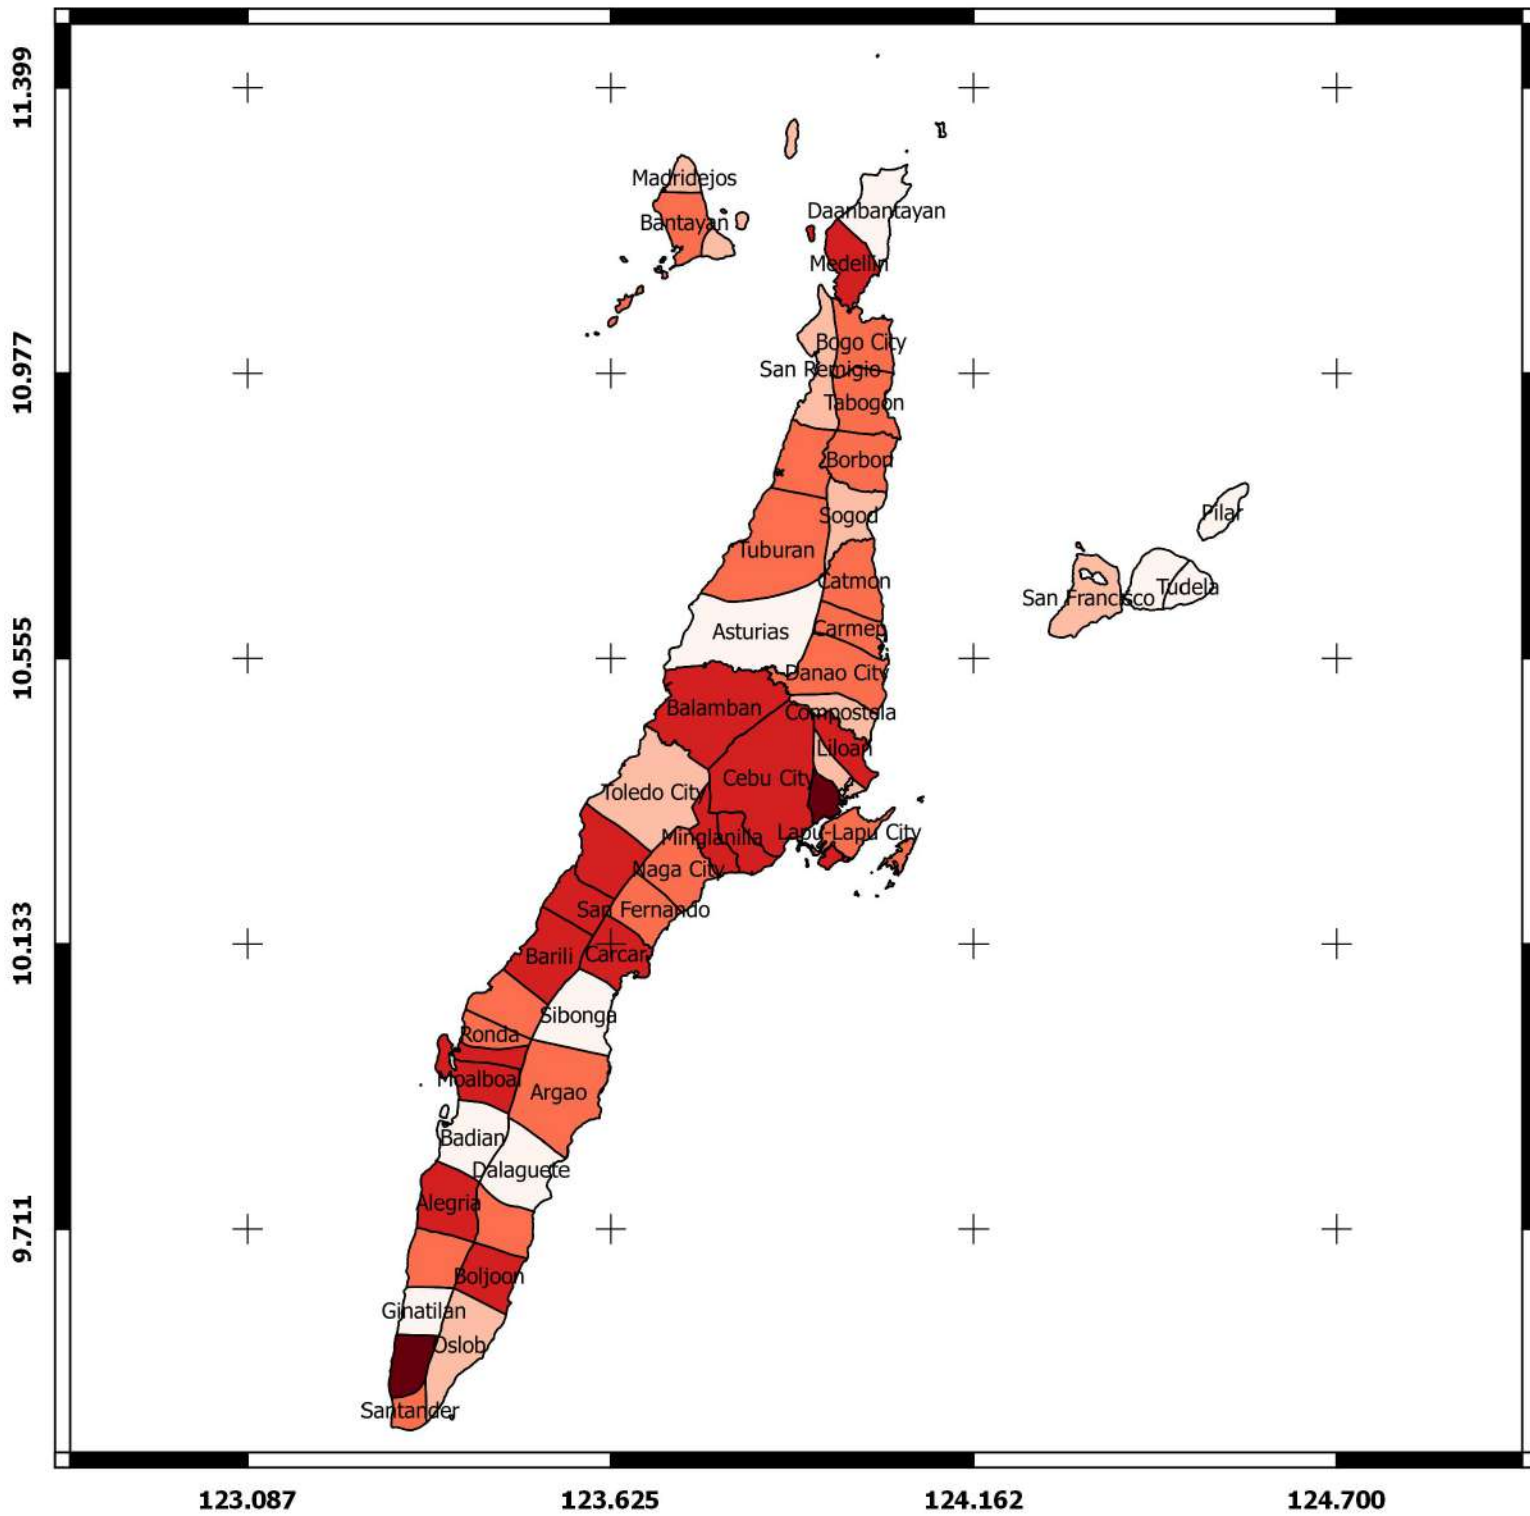 11.399
Madridejos
Daanbantayan
Bantayan
Medellin
Bogo City
10.977
San Remigio
Tabogon
Borbon
Pilar
Sogod
Tuburan
Catmon
Tudela
San Francisco
Carmen
Asturias
10.555
Danao City
Balamban
Compostela
Liloan
Cebu City
Toledo City
Lapu-Lapu City
Minglanilla
Naga City
San Fernando
10.133
Barili
Carcar
Sibonga
Ronda
Moalboal
Argao
Badian
Dalaguete
Alegria
9.711
Boljoon
Ginatilan
Oslob
Santander
123.087
123.625
124.162
124.700